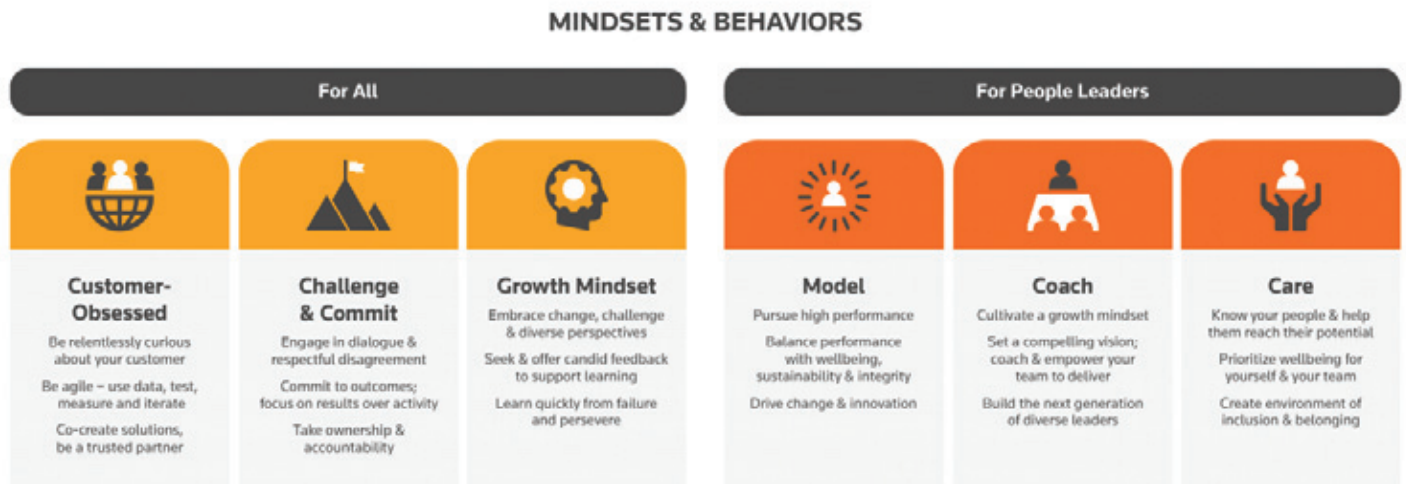 MINDSETS & BEHAVIORS
For All
Customer-
Obsessed
Be relentlessly curious
about your customer
Be agile – use data, test,
measure and iterate
Co-create solutions,
be a trusted partner
Challenge
& Commit
Engage in dialogue &
respectful disagreement
Commit to outcomes;
focus on results over activity
Take ownership &
accountability
Growth Mindset
Embrace change, challenge
& diverse perspectives
Seek & offer candid feedback
to support learning
Learn quickly from failure
and persevere
For People Leaders
Model
Pursue high performance
Balance performance
with wellbeing,
sustainability & integrity
Drive change & innovation
Coach
Cultivate a growth mindset
Set a compelling vision;
coach & empower your
team to deliver
Build the next generation
of diverse leaders
Care
Know your people & help
them reach their potential
Prioritize wellbeing for
yourself & your team
Create environment of
inclusion & belonging